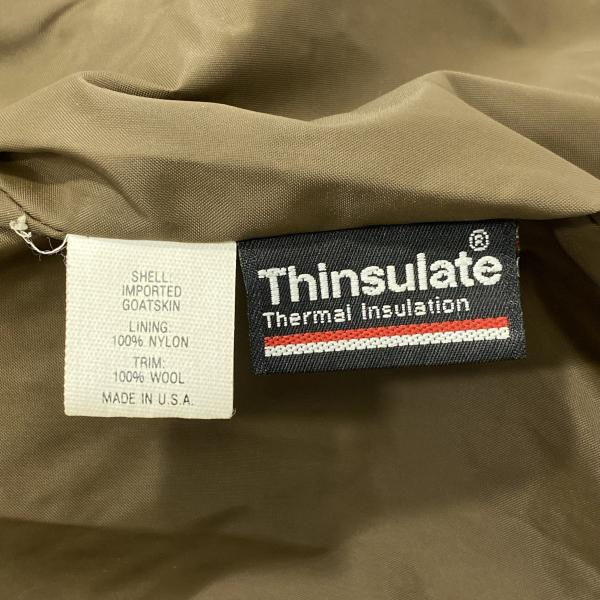 SHELL:
IMPORTED
GOATSKIN
LINING:
100% NYLON
TRIM:
100% WOOL
MADE IN U.S.A.
Thinsulate®
Thermal Insulation